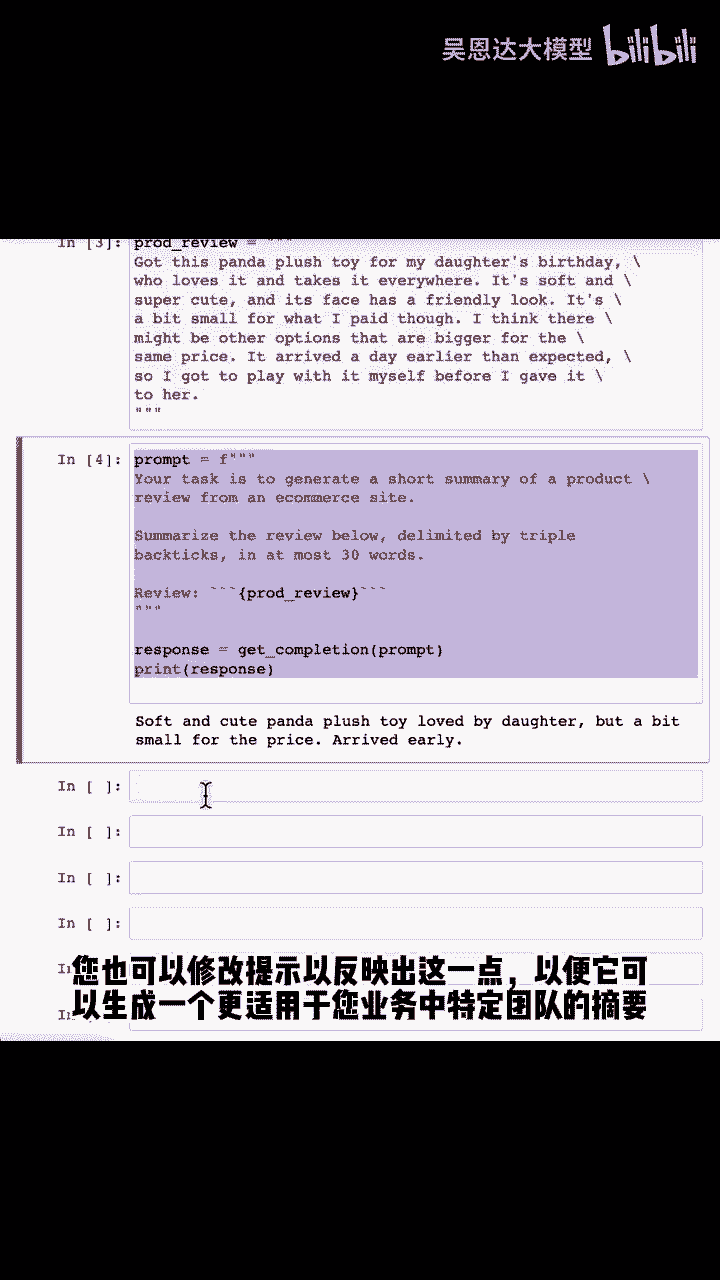 吴恩达大模型 bilibili
In [3]: prod_review = """
Got this panda plush toy for my daughter's birthday, \
who loves it and takes it everywhere. It's soft and \
super cute, and its face has a friendly look. It's \
a bit small for what I paid though. I think there \
might be other options that are bigger for the \
same price. It arrived a day earlier than expected, \
so I got to play with it myself before I gave it \
to her.
"""
In [4]: prompt = f"""
Your task is to generate a short summary of a product \
review from an ecommerce site.
Summarize the review below, delimited by triple
backticks, in at most 30 words.
Review: ```{prod_review}```
"""
response = get_completion(prompt)
print(response)
Soft and cute panda plush toy loved by daughter, but a bit
small for the price. Arrived early.
In [ ]:
In [ ]:
In [ ]:
In [ ]:
您也可以修改提示以反映出这一点，以便它可
以生成一个更适用于您业务中特定团队的摘要